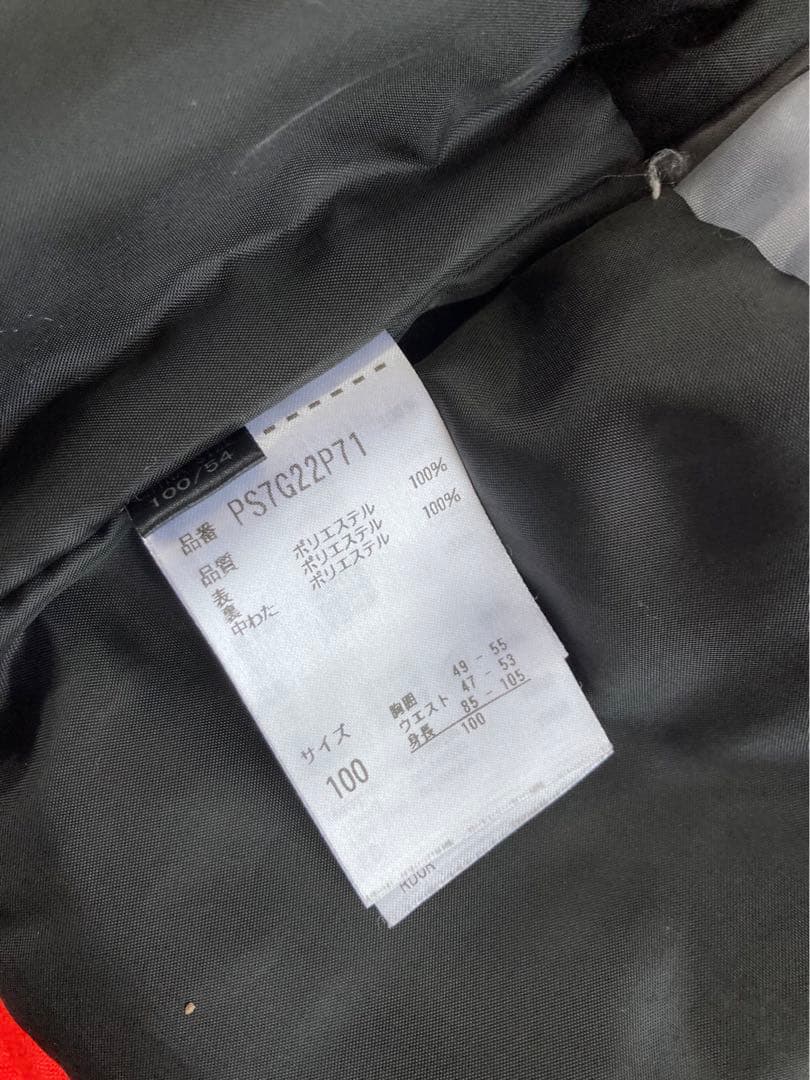 100/54
品番 PS7G22P71
品質
表 ポリエステル 100%
裏 ポリエステル 100%
中わた ポリエステル
サイズ
100
胸囲 49 - 55
ウエスト 47 - 53
身長 85 - 105
100